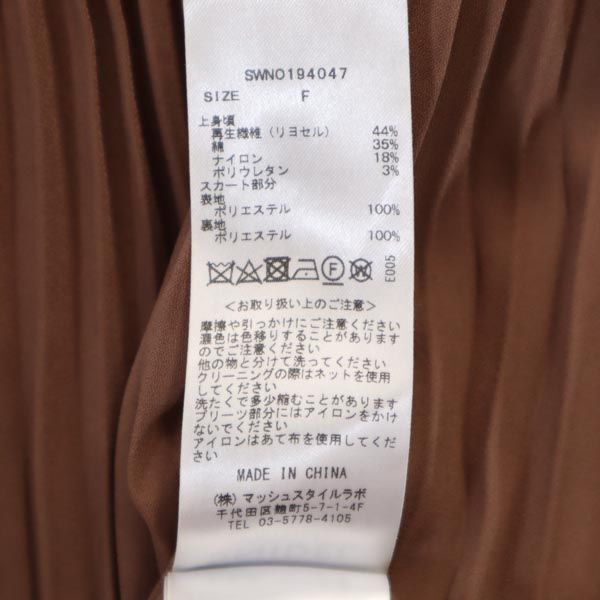 SWNO194047
SIZE F
上身頃
再生繊維 (リヨセル) 44%
綿 35%
ナイロン 18%
ポリウレタン 3%
スカート部分
表地
ポリエステル 100%
裏地
ポリエステル 100%
F
E005
<お取り扱い上のご注意>
摩擦や引っかけにご注意ください
濃色は色移りすることがあります
のでご注意ください
他の物と分けて洗ってください
クリーニングの際はネットを使用
してください
洗たくで多少縮むことがあります
プリーツ部分にはアイロンをかけ
ないでください
アイロンはあて布を使用してくだ
さい
MADE IN CHINA
(株) マッシュスタイルラボ
千代田区麹町5-7-1-4F
TEL 03-5778-4105